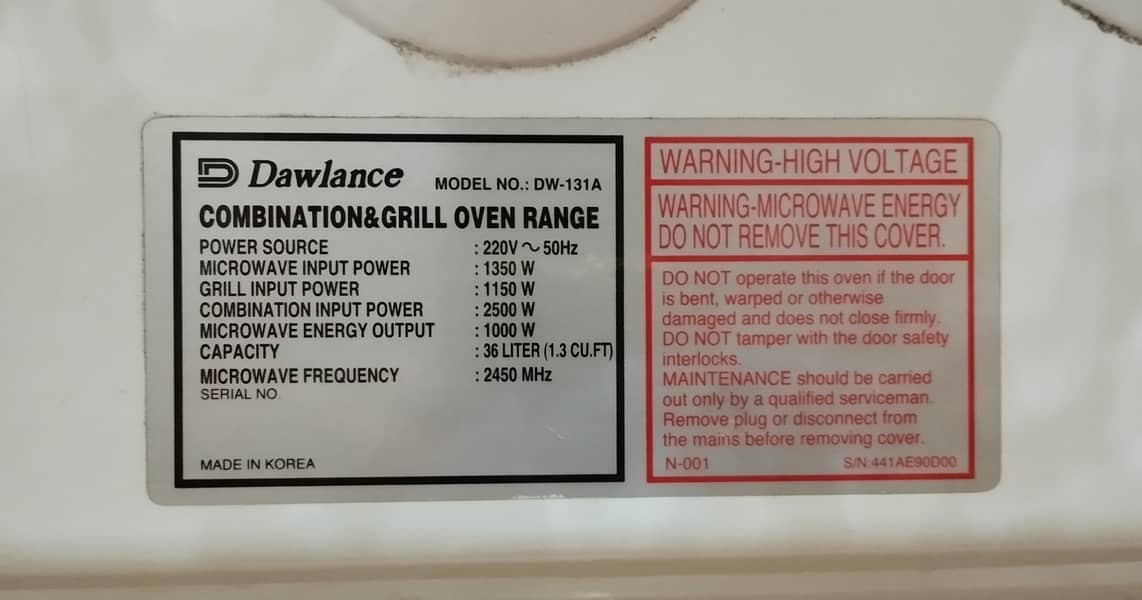 Dawlance MODEL NO.: DW-131A
COMBINATION&GRILL OVEN RANGE
POWER SOURCE : 220V ~ 50Hz
MICROWAVE INPUT POWER : 1350 W
GRILL INPUT POWER : 1150 W
COMBINATION INPUT POWER : 2500 W
MICROWAVE ENERGY OUTPUT : 1000 W
CAPACITY : 36 LITER (1.3 CU.FT)
MICROWAVE FREQUENCY : 2450 MHz
SERIAL NO.
MADE IN KOREA
WARNING-HIGH VOLTAGE
WARNING-MICROWAVE ENERGY
DO NOT REMOVE THIS COVER.
DO NOT operate this oven if the door
is bent, warped or otherwise
damaged and does not close firmly.
DO NOT tamper with the door safety
interlocks.
MAINTENANCE should be carried
out only by a qualified serviceman.
Remove plug or disconnect from
the mains before removing cover.
N-001 S/N:441AE90D00